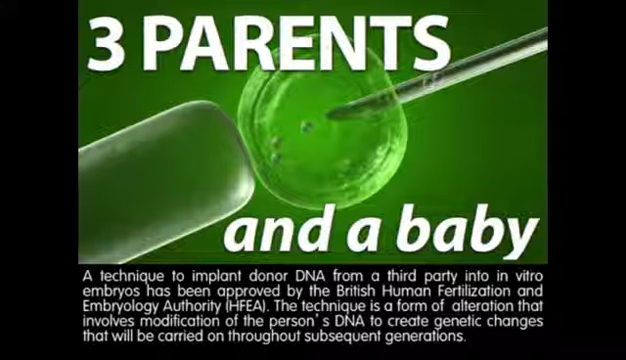 3 PARENTS
and a baby
A technique to implant donor DNA from a third party into in vitro
embryos has been approved by the British Human Fertilization and
Embryology Authority (HFEA). The technique is a form of alteration that
involves modification of the person's DNA to create genetic changes
that will be carried on throughout subsequent generations.